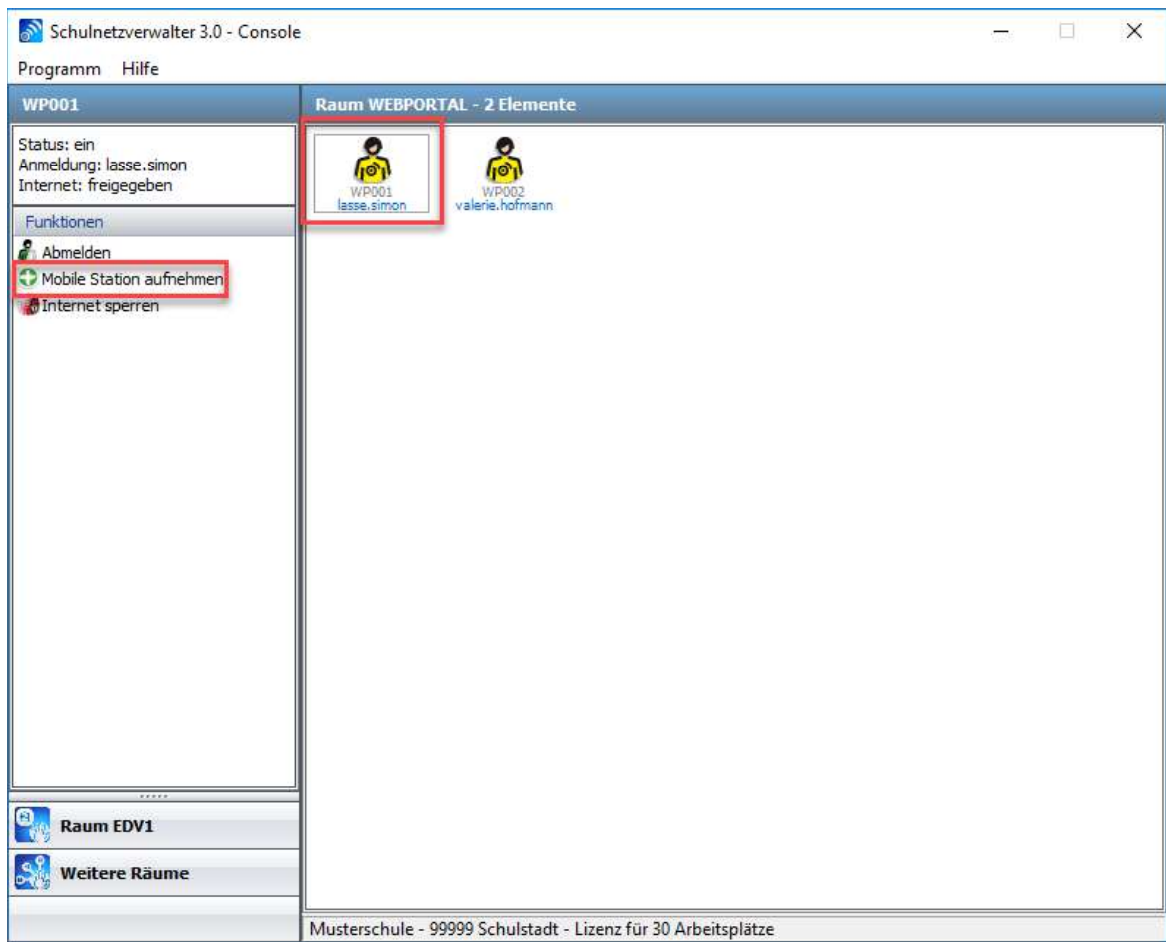 Schulnetzverwalter 3.0 - Console
Programm Hilfe
WP001
Status: ein
Anmeldung: lasse.simon
Internet: freigegeben
Funktionen
Abmelden
Mobile Station aufnehmen
Internet sperren
Raum EDV1
Weitere Räume
Raum WEBPORTAL - 2 Elemente
WP001
lasse.simon
WP002
valerie.hofmann
Musterschule - 99999 Schulstadt - Lizenz für 30 Arbeitsplätze